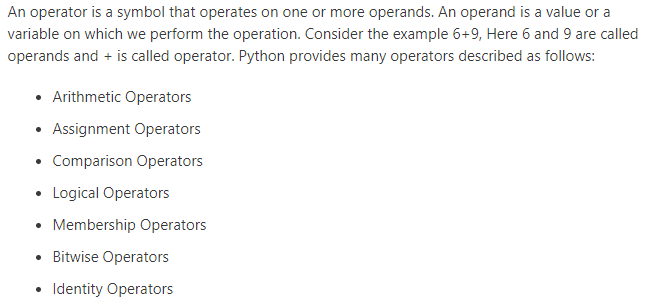 An operator is a symbol that operates on one or more operands. An operand is a value or a
variable on which we perform the operation. Consider the example 6+9, Here 6 and 9 are called
operands and + is called operator. Python provides many operators described as follows:
• Arithmetic Operators
• Assignment Operators
• Comparison Operators
• Logical Operators
• Membership Operators
• Bitwise Operators
• Identity Operators